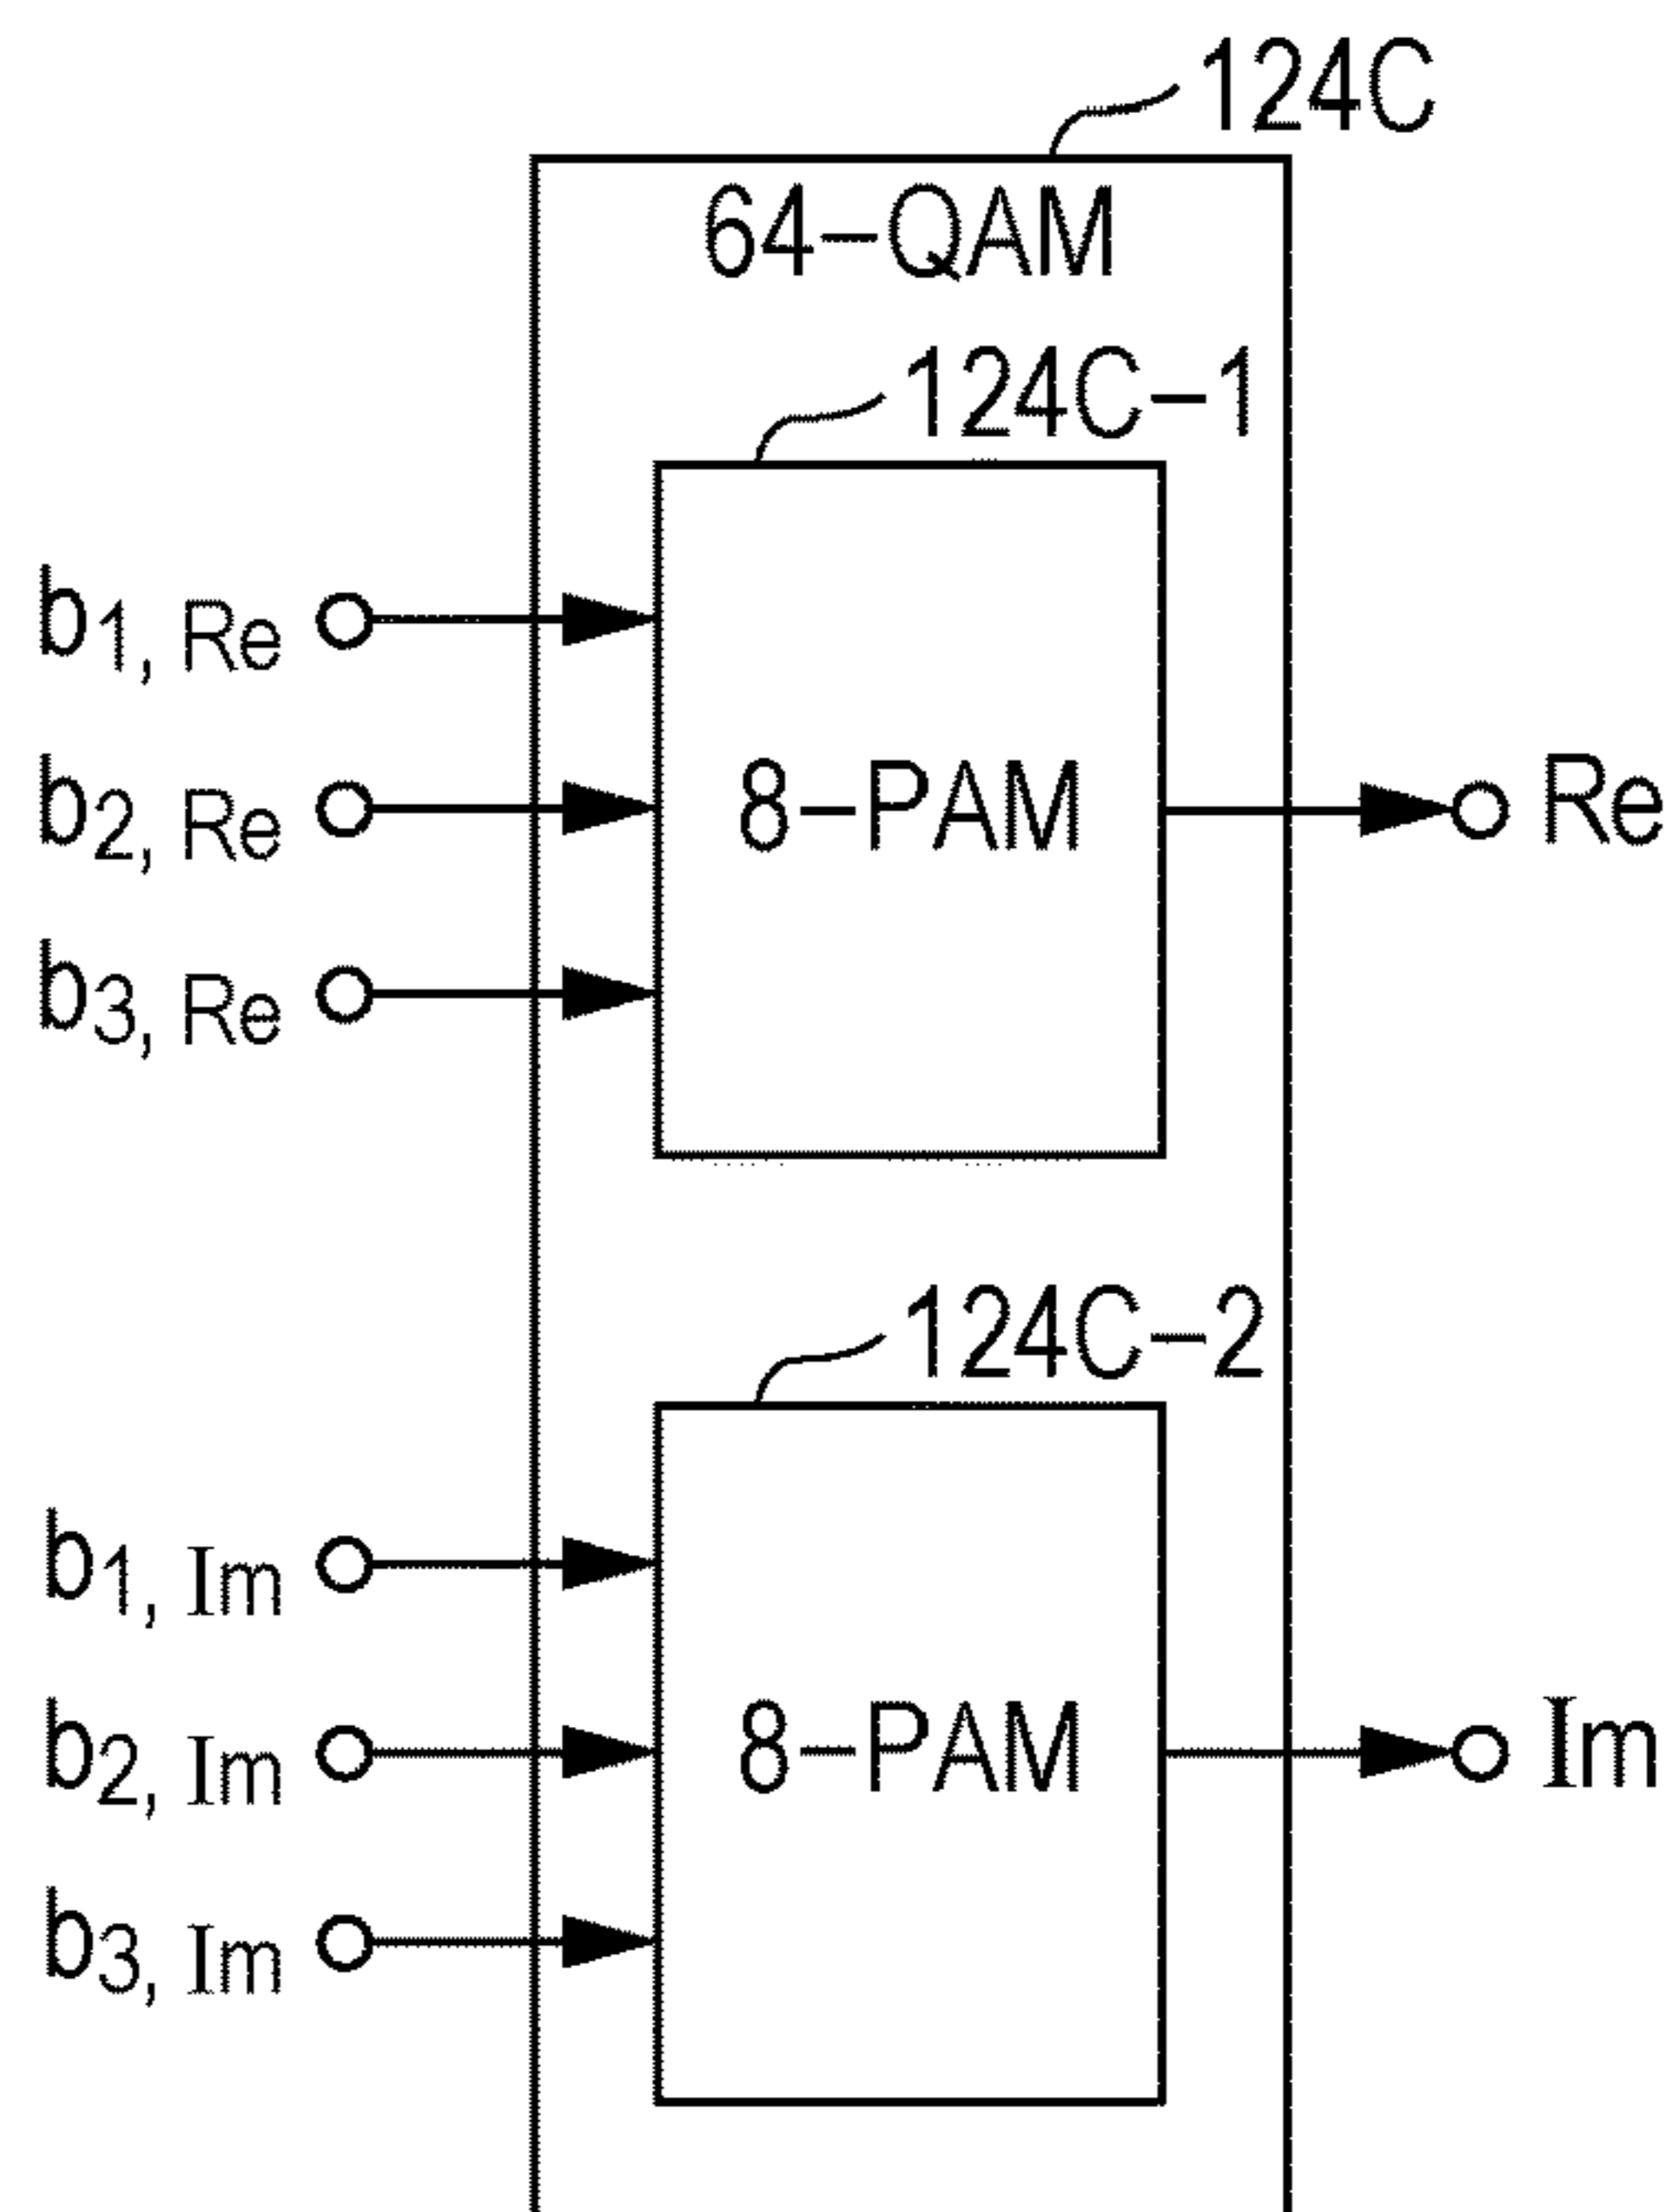 124C
64-QAM
124C-1
b1, Re
b2, Re
8-PAM
Re
b3, Re
124C-2
b1, Im
b2, Im
8-PAM
Im
b3, Im